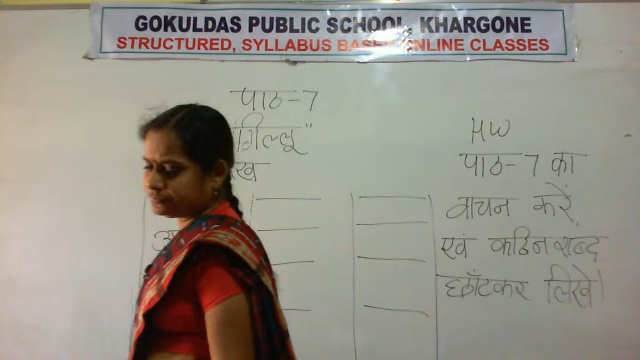 GOKULDAS PUBLIC SCHOOL, KHARGONE
STRUCTURED, SYLLABUS BASED ONLINE CLASSES
पाठ-7
गिल्लू"
HW
पाठ-7 का
वाचन करें
एवं कठिन शब्द
छाँटकर लिखे।